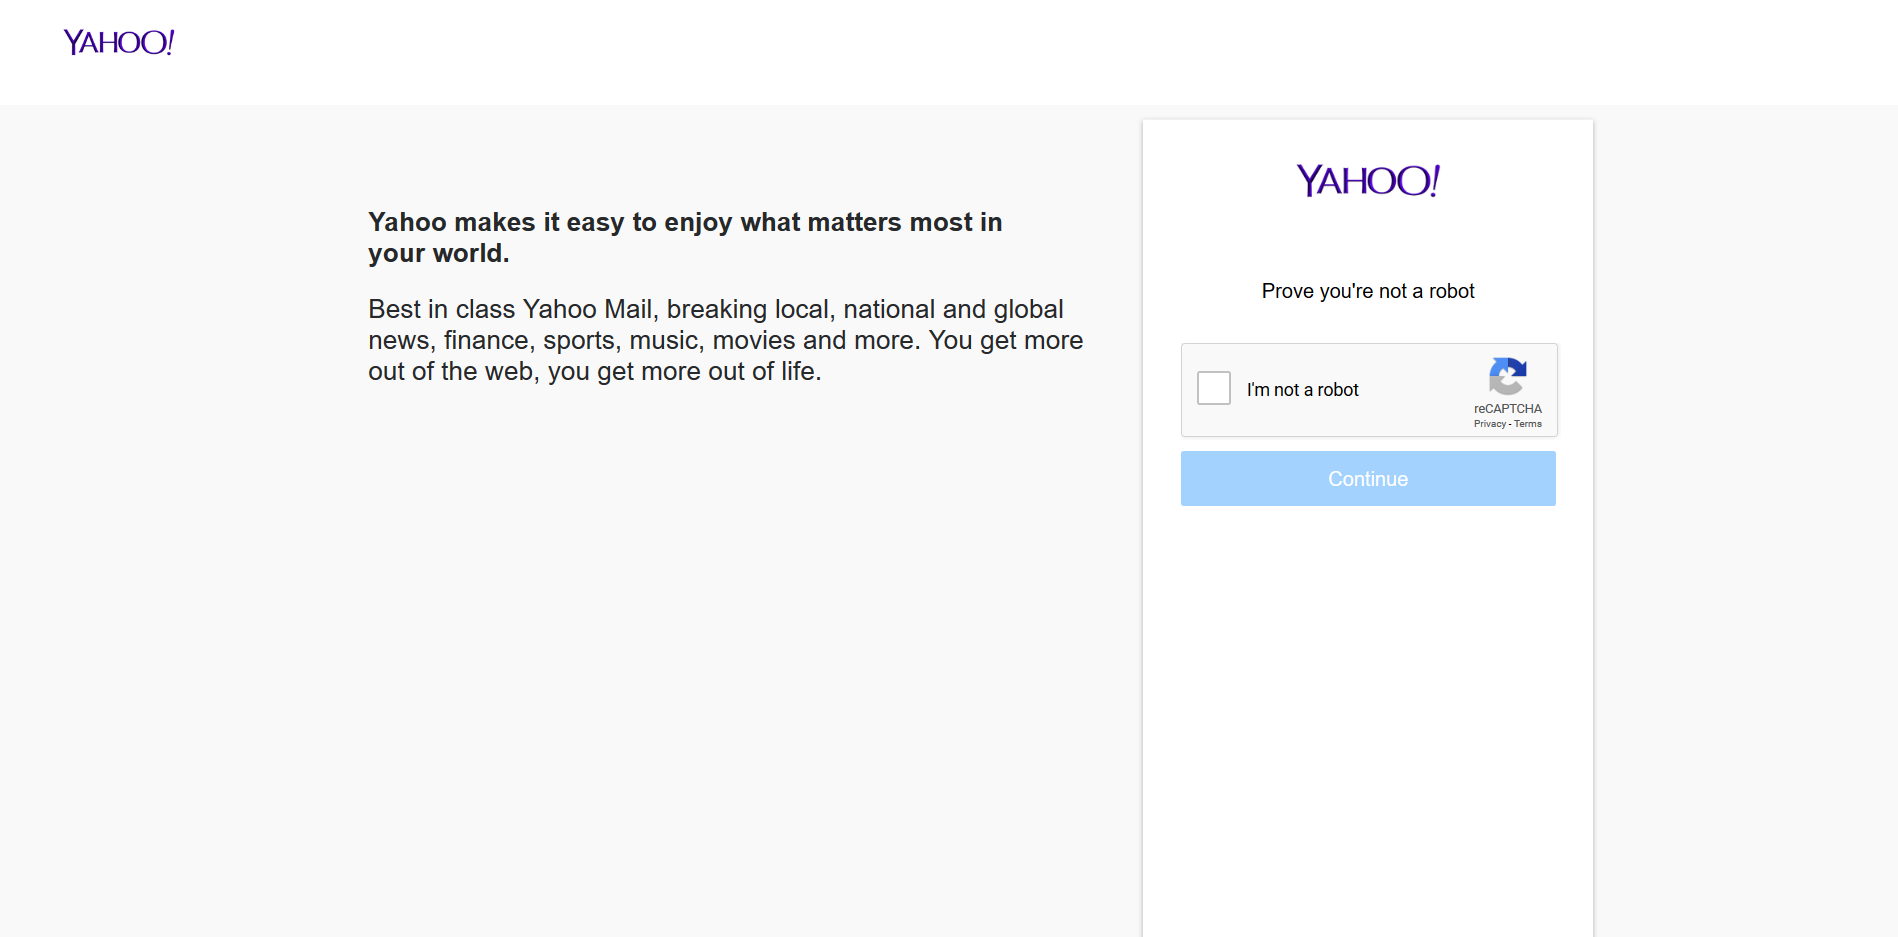 YAHOO!
Yahoo makes it easy to enjoy what matters most in
your world.
Best in class Yahoo Mail, breaking local, national and global
news, finance, sports, music, movies and more. You get more
out of the web, you get more out of life.
YAHOO!
Prove you're not a robot
I'm not a robot
reCAPTCHA
Privacy - Terms
Continue